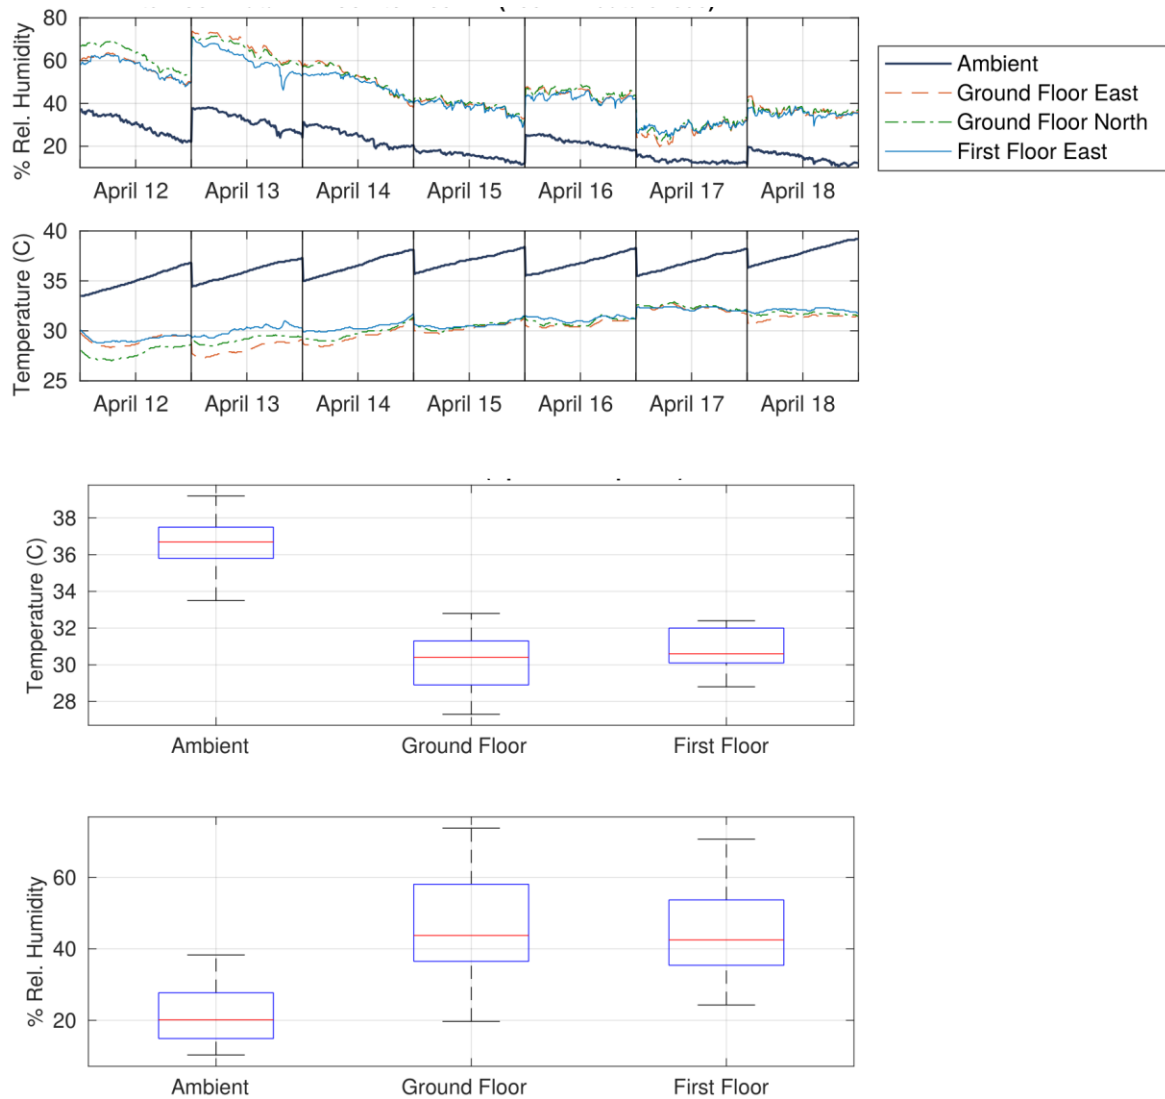 80
60
40
20
% Rel. Humidity
April 12 April 13 April 14 April 15 April 16 April 17 April 18
Ambient
Ground Floor East
Ground Floor North
First Floor East
40
35
30
25
Temperature (C)
April 12 April 13 April 14 April 15 April 16 April 17 April 18
38
36
34
32
30
28
Temperature (C)
Ambient Ground Floor First Floor
60
40
20
% Rel. Humidity
Ambient Ground Floor First Floor